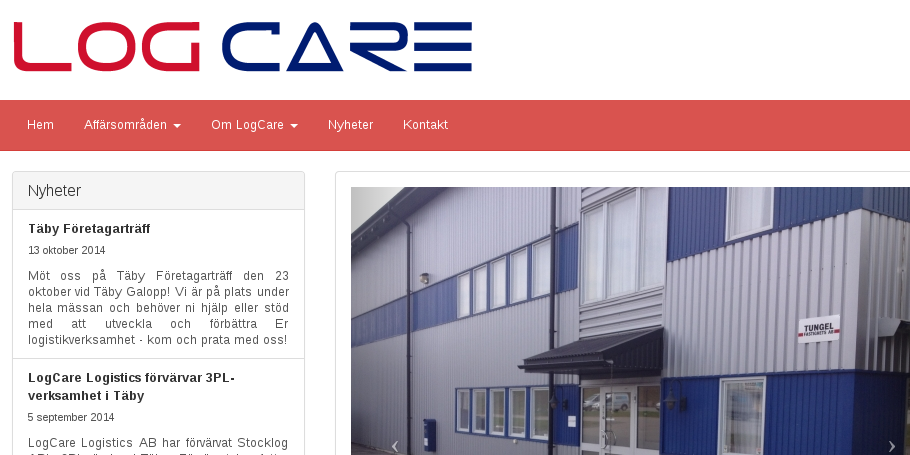 LOG CARE
Hem Affärsområden Om LogCare Nyheter Kontakt
Nyheter
Täby Företagarträff
13 oktober 2014
Möt oss på Täby Företagarträff den 23
oktober vid Täby Galopp! Vi är på plats under
hela mässan och behöver ni hjälp eller stöd
med att utveckla och förbättra Er
logistikverksamhet - kom och prata med oss!
LogCare Logistics förvärvar 3PL-
verksamhet i Täby
5 september 2014
LogCare Logistics AB har förvärvat Stocklog
TUNGEL
FASTIGHETS AB